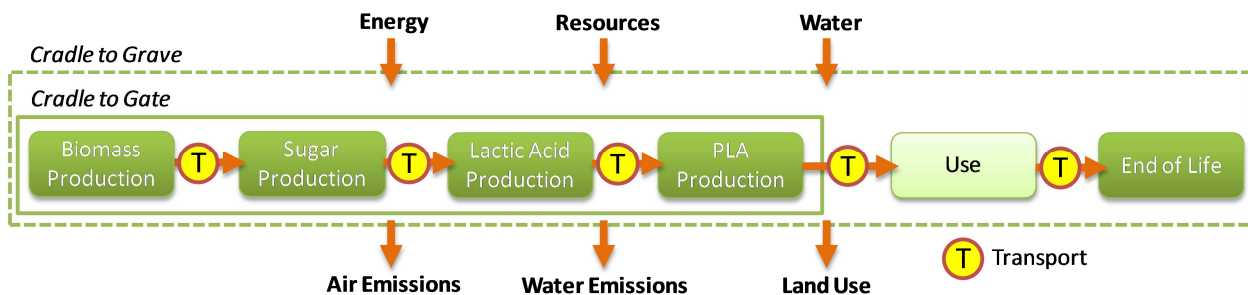 Energy
Resources
Water
Cradle to Grave
Cradle to Gate
Biomass
Production
T
Sugar
Production
T
Lactic Acid
Production
T
PLA
Production
T
Use
T
End of Life
Air Emissions
Water Emissions
Land Use
T Transport